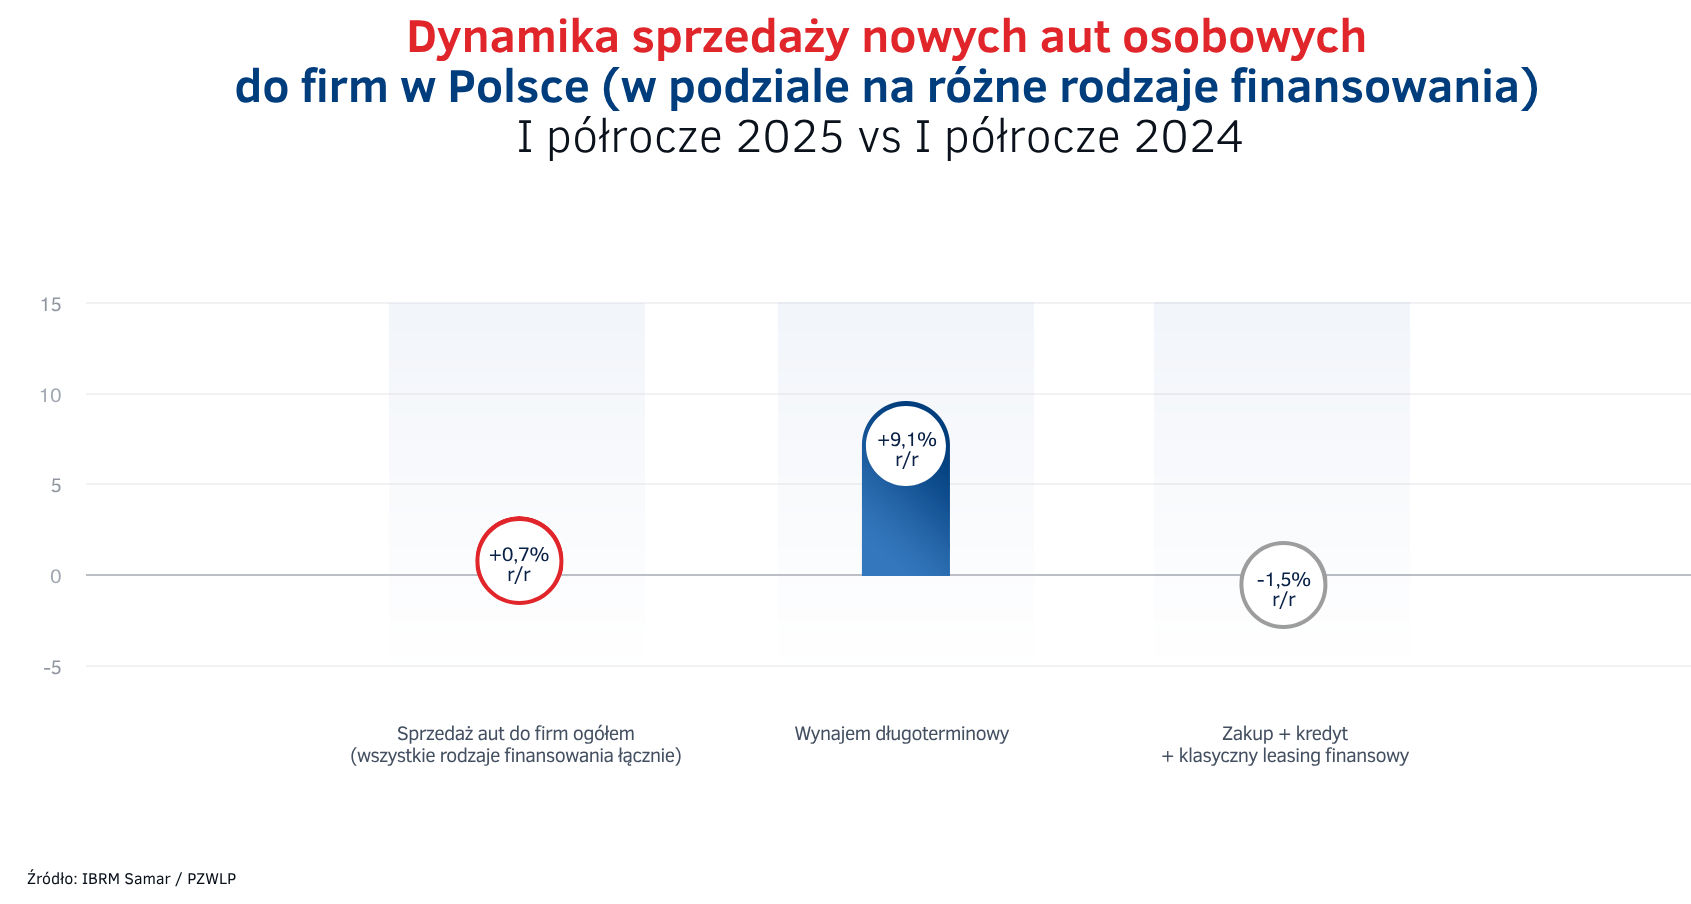 Dynamika sprzedaży nowych aut osobowych
do firm w Polsce (w podziale na różne rodzaje finansowania)
I półrocze 2025 vs I półrocze 2024
15
10
5
0
-5
+0,7%
r/r
+9,1%
r/r
-1,5%
r/r
Sprzedaż aut do firm ogółem
(wszystkie rodzaje finansowania łącznie)
Wynajem długoterminowy
Zakup + kredyt
+ klasyczny leasing finansowy
Źródło: IBRM Samar / PZWLP